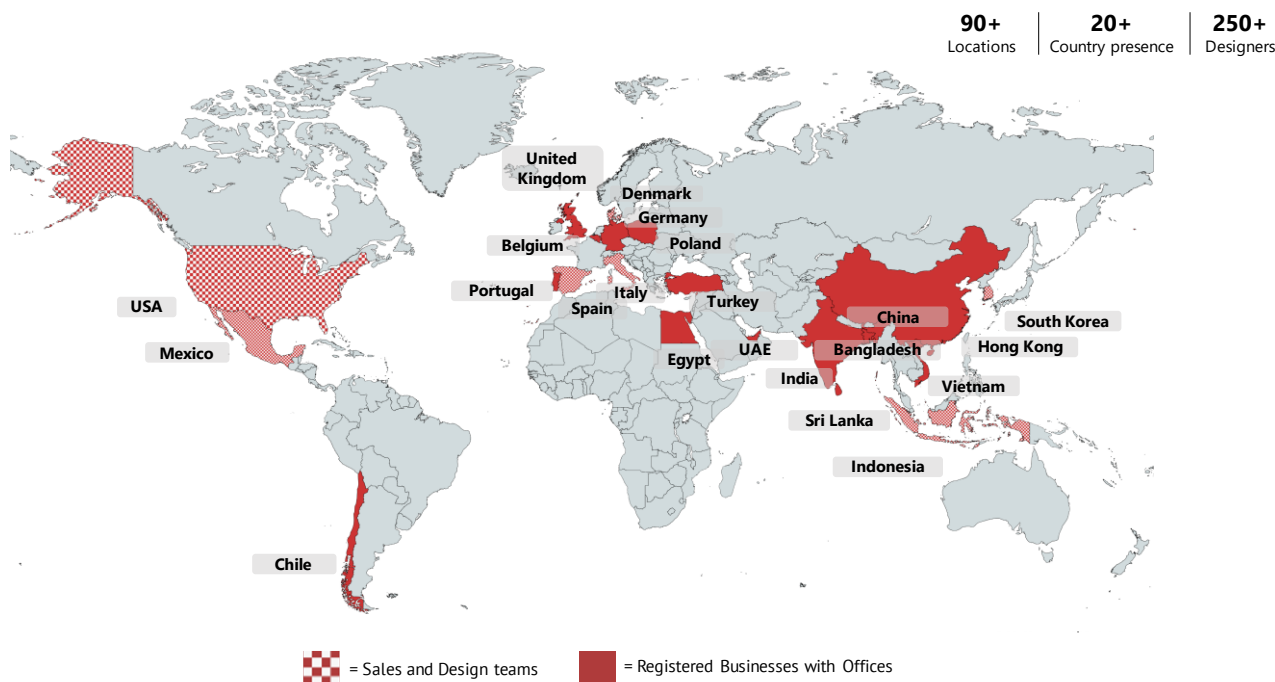 90+
Locations
20+
Country presence
250+
Designers
United
Kingdom
Denmark
Germany
Belgium
Poland
Portugal
Italy
Spain
Turkey
USA
China
South Korea
Mexico
Egypt
UAE
Bangladesh
Hong Kong
India
Vietnam
Sri Lanka
Indonesia
Chile
= Sales and Design teams
= Registered Businesses with Offices